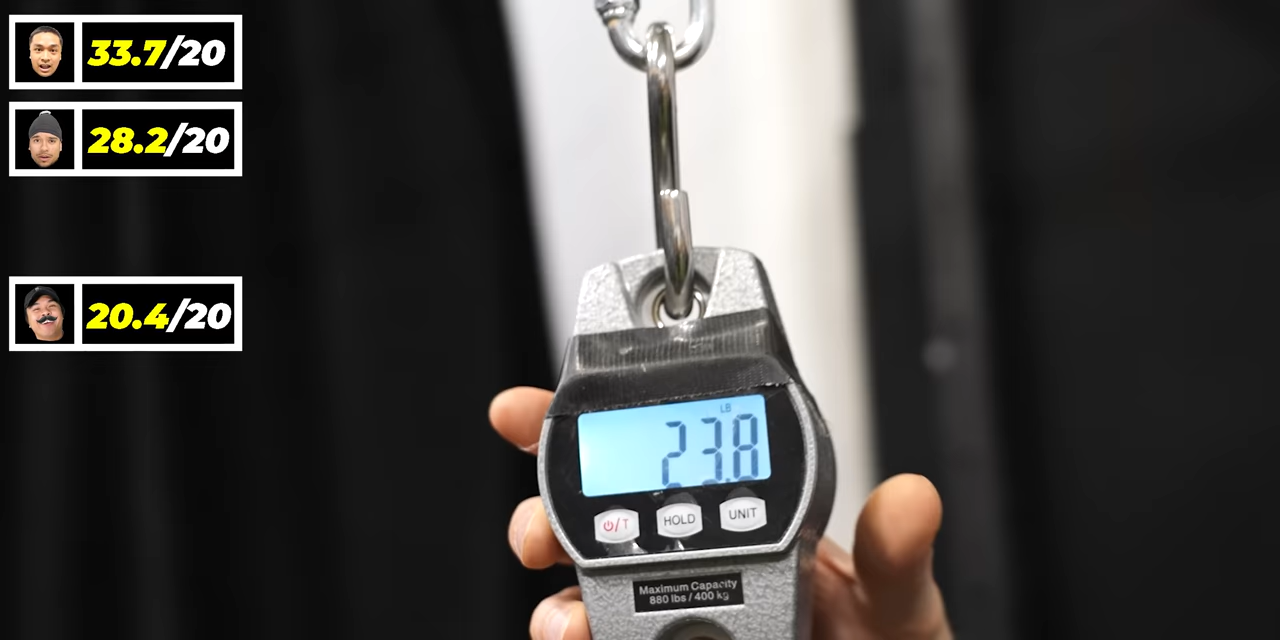 33.7/20
28.2/20
20.4/20
LB
23.8
⏻/T
HOLD
UNIT
Maximum Capacity
880 lbs / 400 kg